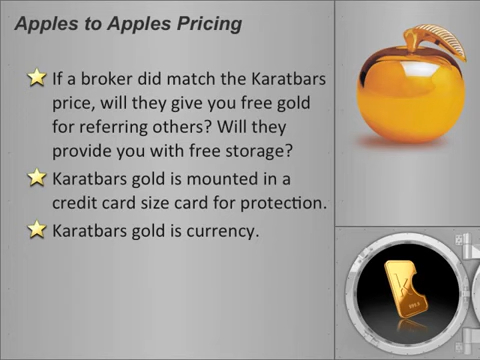 Apples to Apples Pricing
If a broker did match the Karatbars
price, will they give you free gold
for referring others? Will they
provide you with free storage?
Karatbars gold is mounted in a
credit card size card for protection.
Karatbars gold is currency.